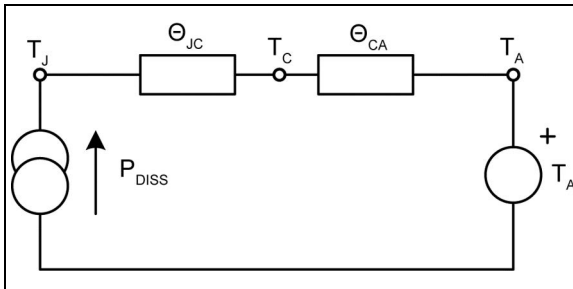 T_J Θ_JC T_C Θ_CA T_A
P_DISS
+
T_A